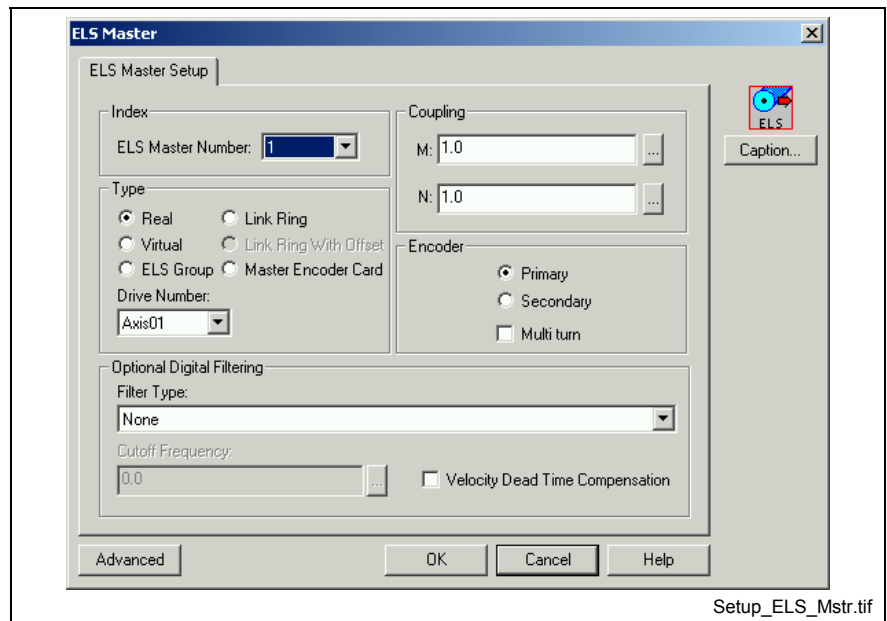 ELS Master
ELS Master Setup
Index
ELS Master Number: 1
Coupling
M: 1.0 ...
N: 1.0 ...
ELS
Caption...
Type
Real Link Ring
Virtual Link Ring With Offset
ELS Group Master Encoder Card
Drive Number:
Axis01
Encoder
Primary
Secondary
Multi turn
Optional Digital Filtering
Filter Type:
None
Cutoff Frequency:
0.0 ...
Velocity Dead Time Compensation
Advanced OK Cancel Help
Setup_ELS_Mstr.tif